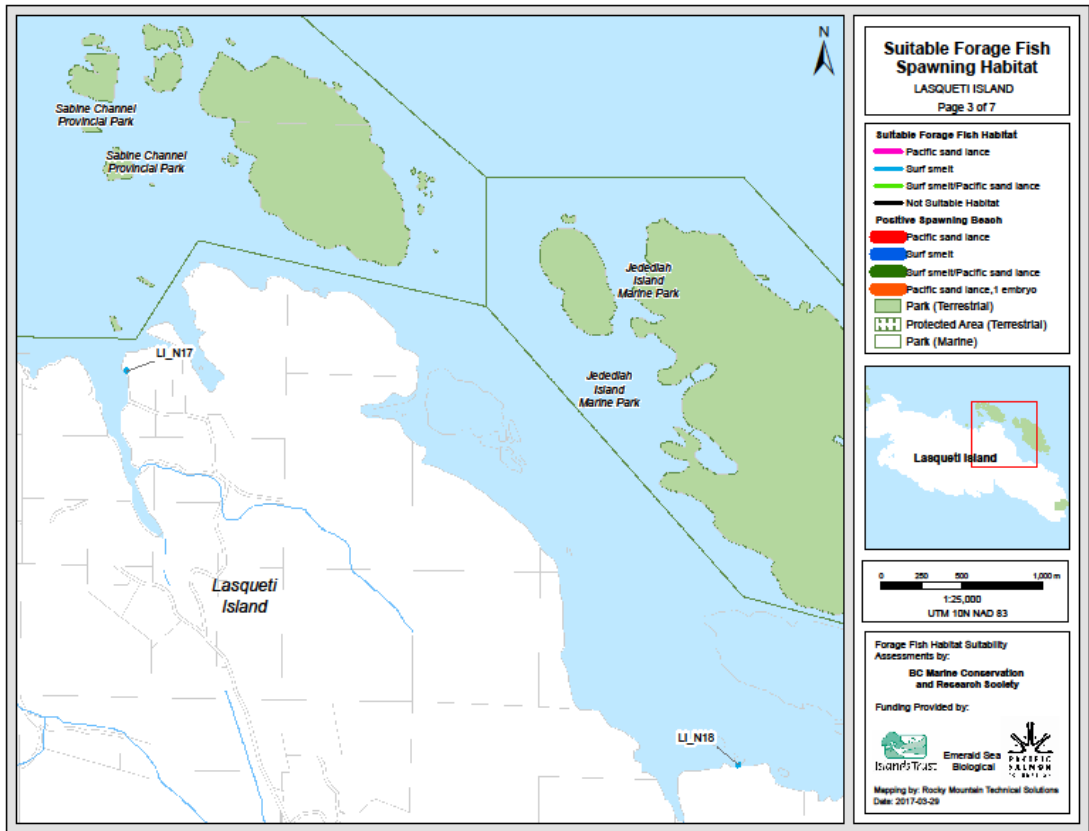 Sabine Channel
Provincial Park
Sabine Channel
Provincial Park
Jedediah
Island
Marine Park
Jedediah
Island
Marine Park
LI_N17
Lasqueti
Island
LI_N18
N
Suitable Forage Fish
Spawning Habitat
LASQUETI ISLAND
Page 3 of 7
Suitable Forage Fish Habitat
Pacific sand lance
Surf smelt
Surf smelt/Pacific sand lance
Not Suitable Habitat
Positive Spawning Beach
Pacific sand lance
Surf smelt
Surf smelt/Pacific sand lance
Pacific sand lance,1 embryo
Park (Terrestrial)
Protected Area (Terrestrial)
Park (Marine)
Lasqueti Island
0 250 500 1,000 m
1:25,000
UTM 10N NAD 83
Forage Fish Habitat Suitability
Assessments by:
BC Marine Conservation
and Research Society
Funding Provided by:
Islands Trust
Emerald Sea
Biological
PACIFIC
SALMON
Mapping by: Rocky Mountain Technical Solutions
Date: 2017-03-29